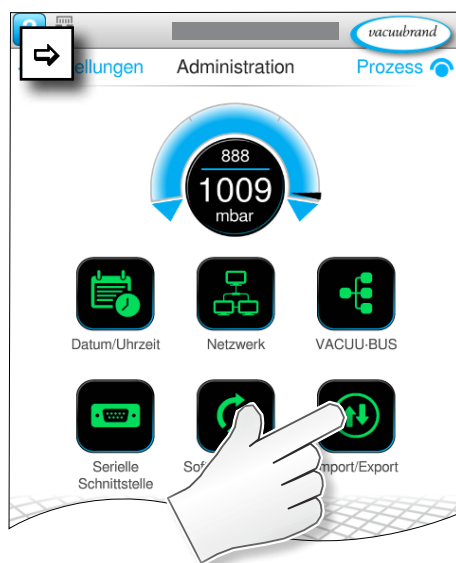 vacuubrand
ellungen Administration Prozess
888
1009
mbar
Datum/Uhrzeit Netzwerk VACUU·BUS
Serielle Sof mport/Export
Schnittstelle